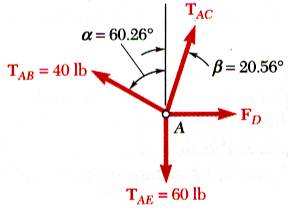 T_AC
α = 60.26°
T_AB = 40 lb
β = 20.56°
F_D
A
T_AE = 60 lb